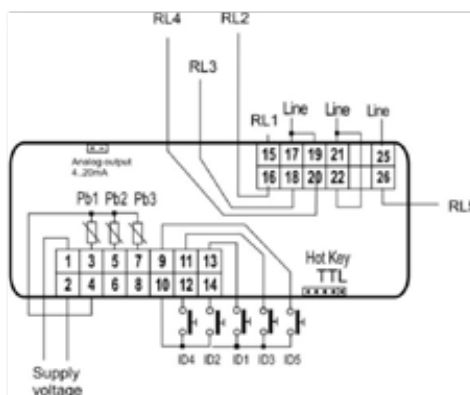 RL4 RL2
RL3
RL1 Line Line Line
15 17 19 21 25
16 18 20 22 26
RL5
Analog output
4..20mA
Pb1 Pb2 Pb3
1 3 5 7 9 11 13
2 4 6 8 10 12 14
Hot Key
TTL
ID4 ID2 ID1 ID3 ID5
Supply
voltage